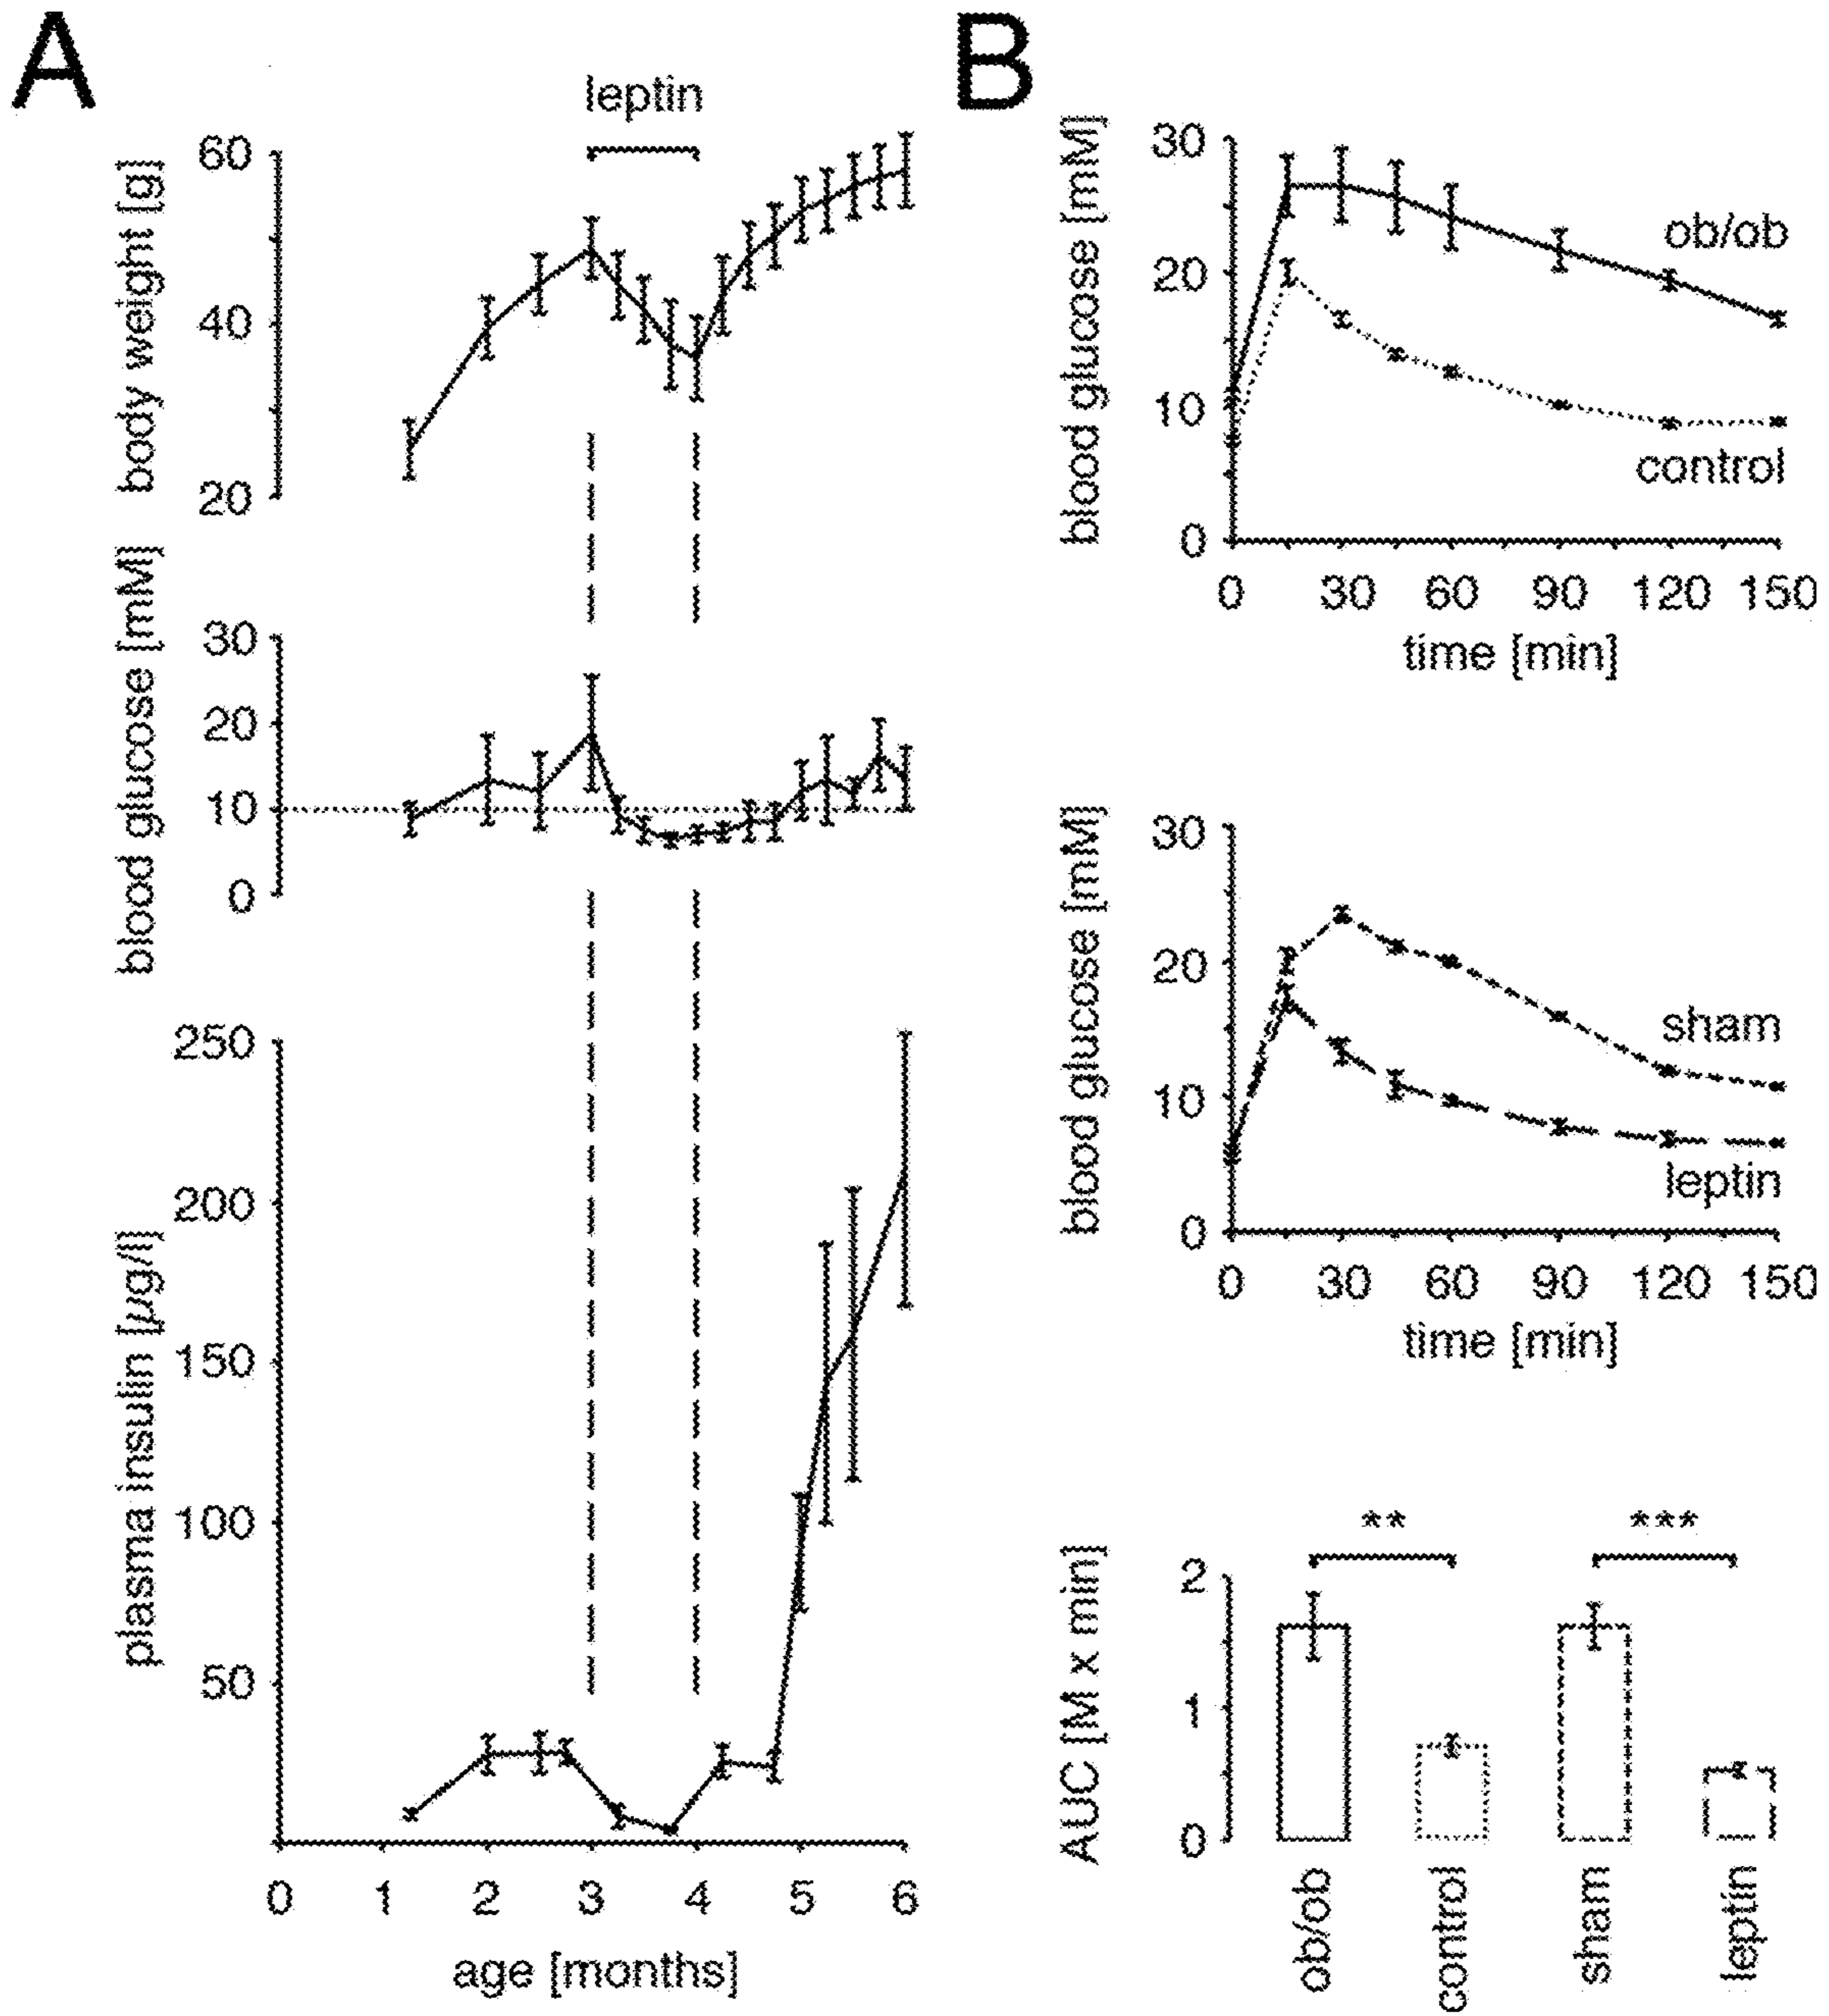 A
leptin
body weight [g]
60
40
20
blood glucose [mM]
30
20
10
0
plasma insulin [µg/l]
250
200
150
100
50
0 1 2 3 4 5 6
age [months]
B
blood glucose [mM]
30
20
10
0
ob/ob
control
0 30 60 90 120 150
time [min]
blood glucose [mM]
30
20
10
0
sham
leptin
0 30 60 90 120 150
time [min]
AUC [M x min]
** ***
2
1
0
ob/ob
control
sham
leptin